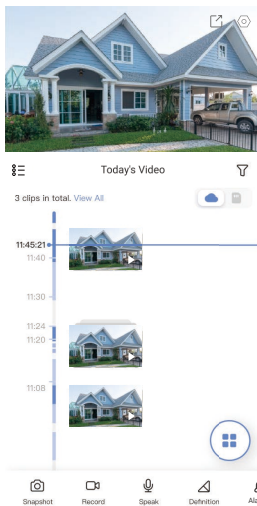 Today's Video
3 clips in total. View All
11:45:21
11:40
11:30
11:24
11:20
11:08
Snapshot
Record
Speak
Definition
Ala